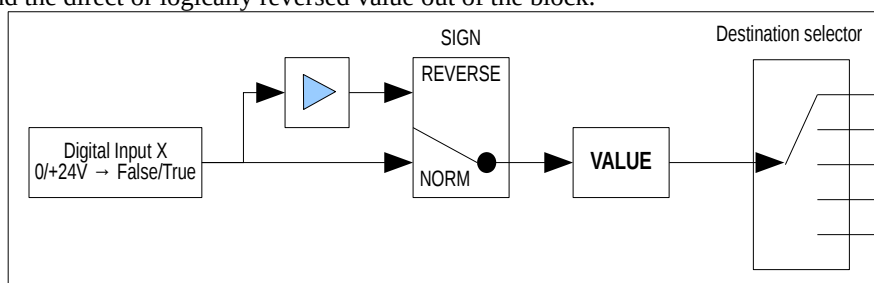 nd the direct or logically reversed value out of the block.
SIGN
Destination selector
REVERSE
Digital Input X
0/+24V → False/True
VALUE
NORM